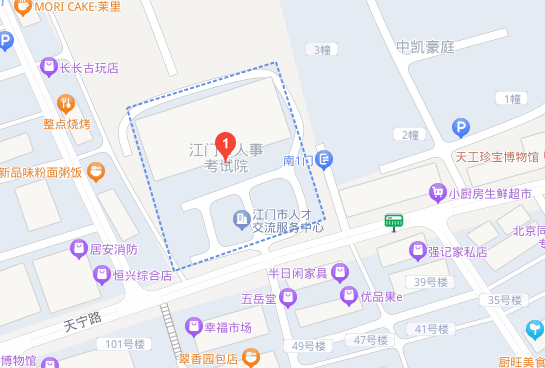 MORI CAKE·茉里
P
3幢
中凯豪庭
长长古玩店
1幢
整点烧烤
P
2幢
1
江门 人事
考试院
南1门
天工珍宝博物馆
新品味粉面粥饭
小厨房生鲜超市
江门市人才
交流服务中心
居安消防
强记家私店
北京同
恒兴综合店
半日闲家具
39号楼
五岳堂
优品果e
35号楼
天宁路
幸福市场
41号楼
101号楼
49号楼
47号楼
博物馆
翠香园包店
厨旺美食